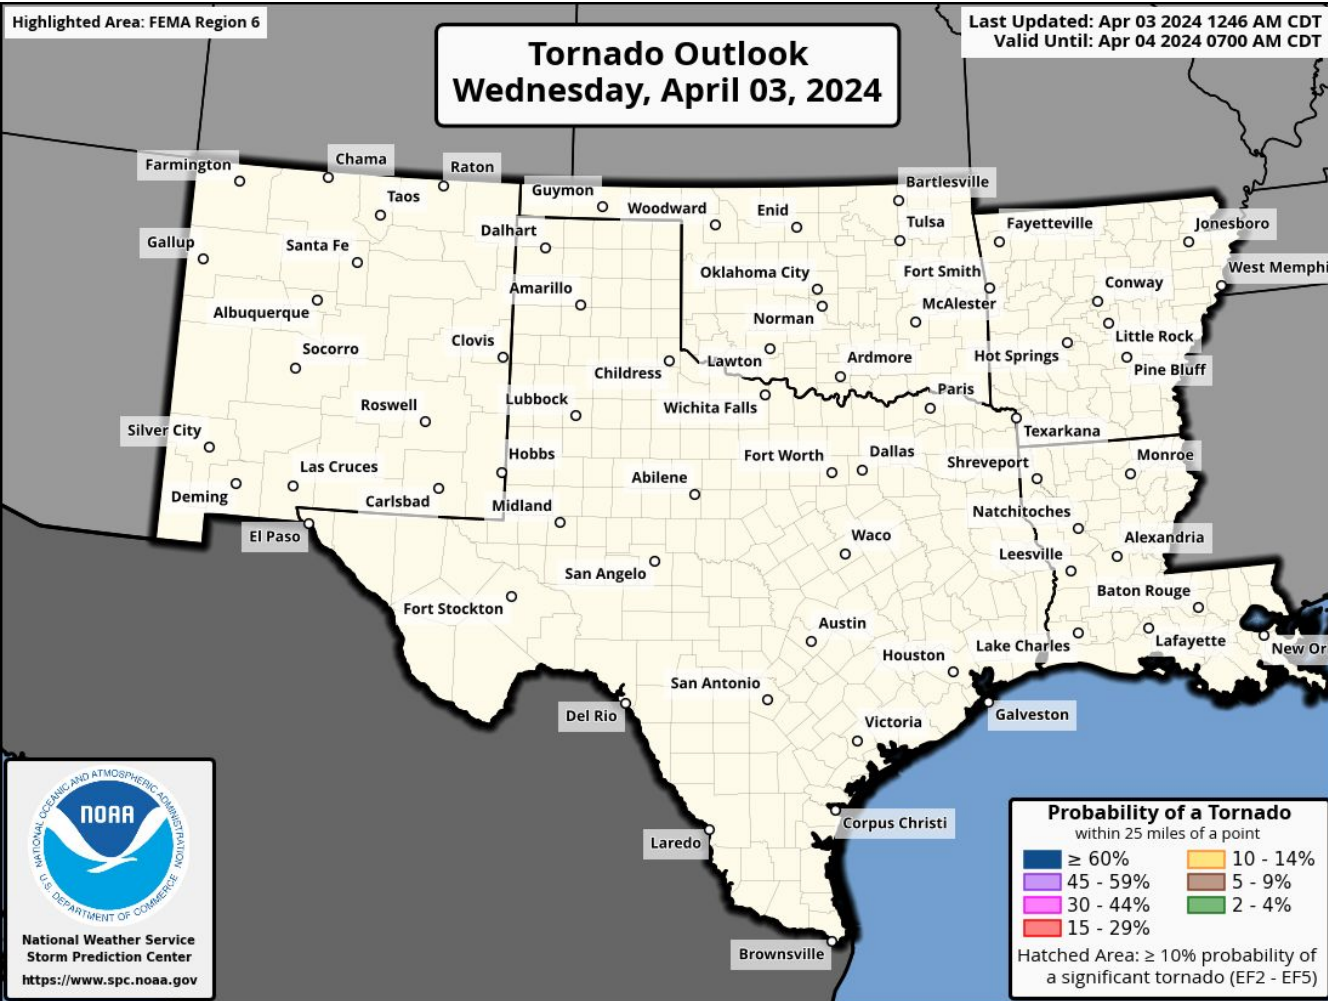 Highlighted Area: FEMA Region 6
Last Updated: Apr 03 2024 1246 AM CDT
Valid Until: Apr 04 2024 0700 AM CDT
Tornado Outlook
Wednesday, April 03, 2024
Farmington
Chama
Raton
Taos
Guymon
Woodward
Enid
Bartlesville
Tulsa
Fayetteville
Jonesboro
Gallup
Santa Fe
Dalhart
Oklahoma City
Fort Smith
West Memphi
Amarillo
McAlester
Conway
Albuquerque
Norman
Little Rock
Socorro
Clovis
Childress
Lawton
Ardmore
Hot Springs
Pine Bluff
Roswell
Lubbock
Wichita Falls
Paris
Texarkana
Silver City
Hobbs
Fort Worth
Dallas
Shreveport
Monroe
Las Cruces
Abilene
Deming
Carlsbad
Midland
Natchitoches
El Paso
Waco
Leesville
Alexandria
San Angelo
Baton Rouge
Fort Stockton
Austin
Lake Charles
Lafayette
New Or
Houston
San Antonio
Del Rio
Victoria
Galveston
Corpus Christi
Laredo
Brownsville
NATIONAL OCEANIC AND ATMOSPHERIC ADMINISTRATION
NOAA
U.S. DEPARTMENT OF COMMERCE
National Weather Service
Storm Prediction Center
https://www.spc.noaa.gov
Probability of a Tornado
within 25 miles of a point
≥ 60%
45 - 59%
30 - 44%
15 - 29%
10 - 14%
5 - 9%
2 - 4%
Hatched Area: ≥ 10% probability of
a significant tornado (EF2 - EF5)